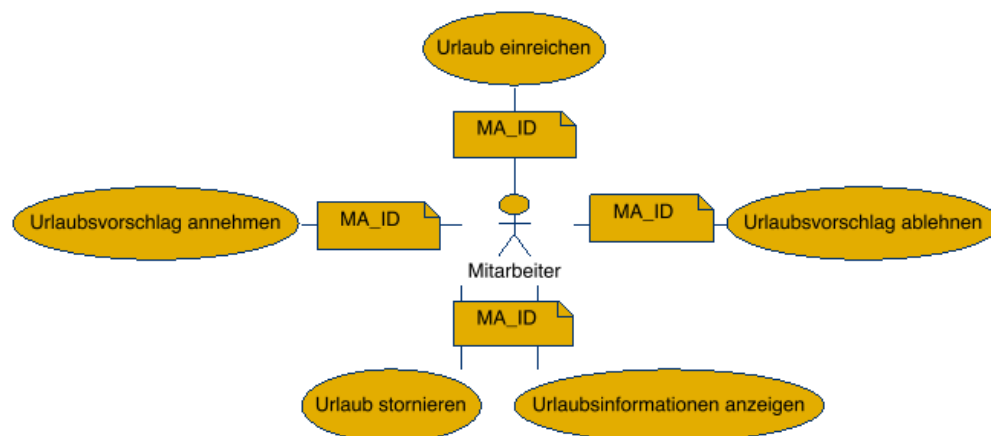 Urlaub einreichen
MA_ID
Urlaubsvorschlag annehmen
MA_ID
MA_ID
Urlaubsvorschlag ablehnen
Mitarbeiter
MA_ID
Urlaub stornieren
Urlaubsinformationen anzeigen